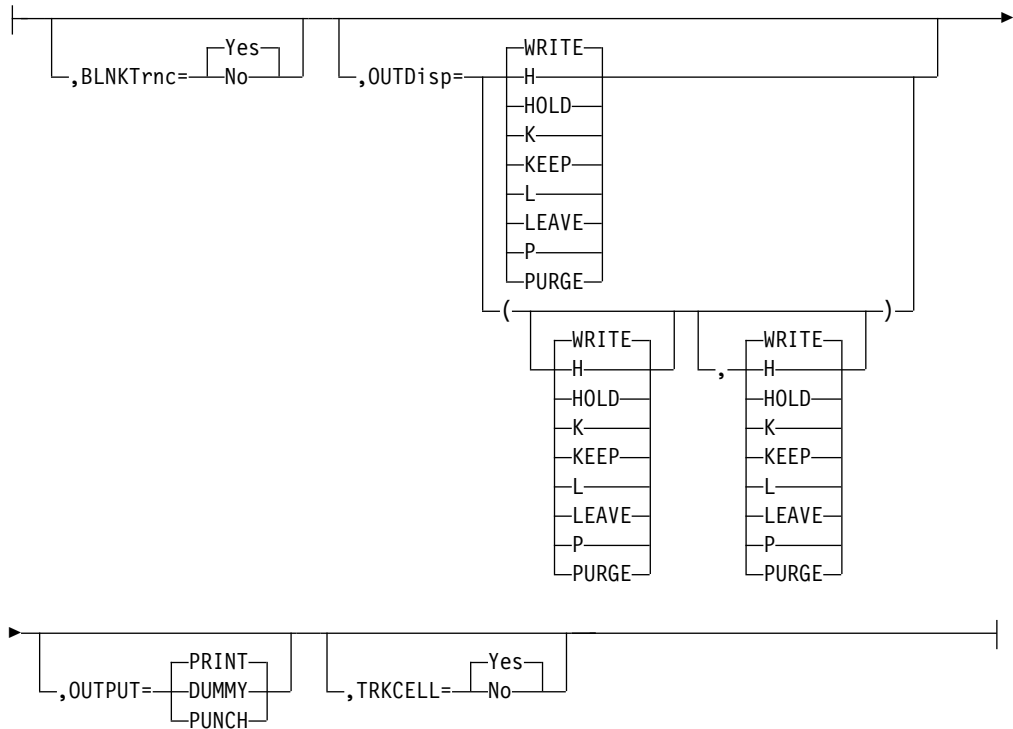 Yes WRITE
,BLNKTrnc= No ,OUTDisp= H
HOLD
K
KEEP
L
LEAVE
P
PURGE
( )
WRITE WRITE
H , H
HOLD HOLD
K K
KEEP KEEP
L L
LEAVE LEAVE
P P
PURGE PURGE
PRINT Yes
,OUTPUT= DUMMY ,TRKCELL= No
PUNCH